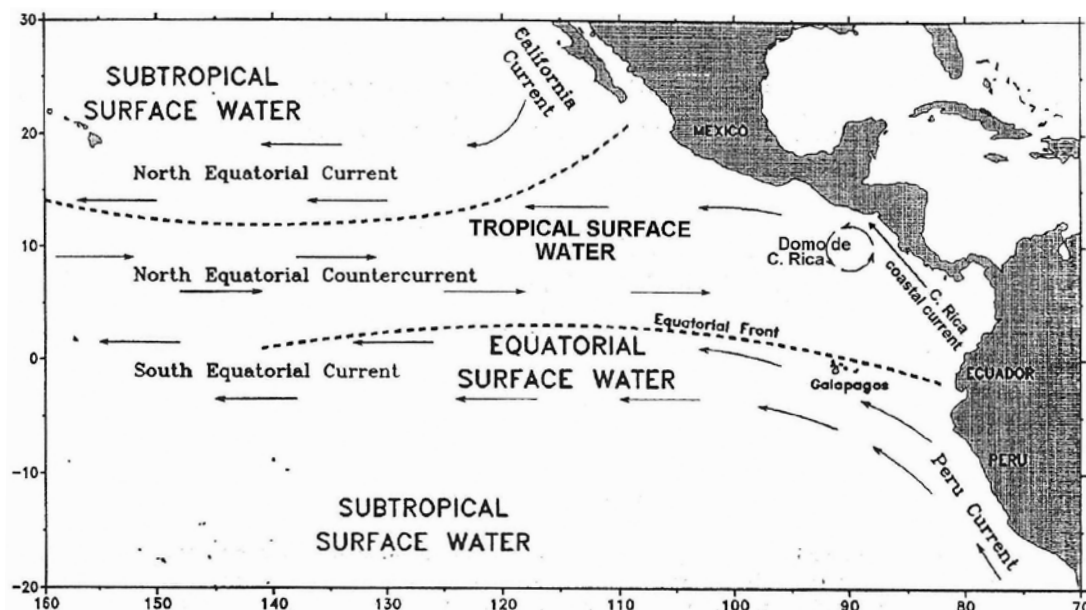 30
SUBTROPICAL
SURFACE WATER
California
Current
20
MEXICO
North Equatorial Current
TROPICAL SURFACE
WATER
10
Domo de
C. Rica
North Equatorial Countercurrent
C. Rica
coastal current
Equatorial Front
0
EQUATORIAL
SURFACE WATER
South Equatorial Current
ECUADOR
Galapagos
PERU
-10
Peru Current
SUBTROPICAL
SURFACE WATER
-20
160 150 140 130 120 110 100 90 80 70